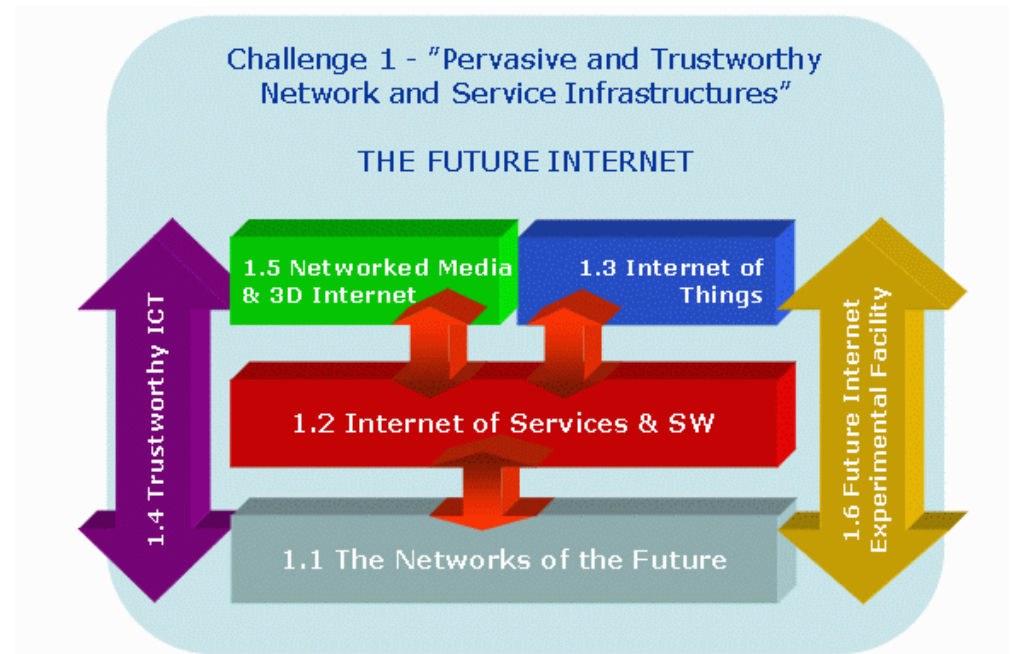 Challenge 1 - "Pervasive and Trustworthy
Network and Service Infrastructures"
THE FUTURE INTERNET
1.5 Networked Media
& 3D Internet
1.3 Internet of
Things
1.4 Trustworthy ICT
1.2 Internet of Services & SW
1.6 Future Internet
Experimental Facility
1.1 The Networks of the Future